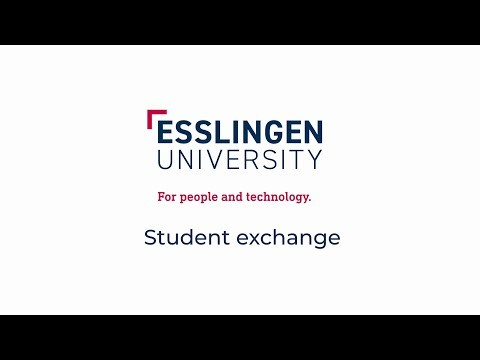 ESSLINGEN
UNIVERSITY
For people and technology.
Student exchange